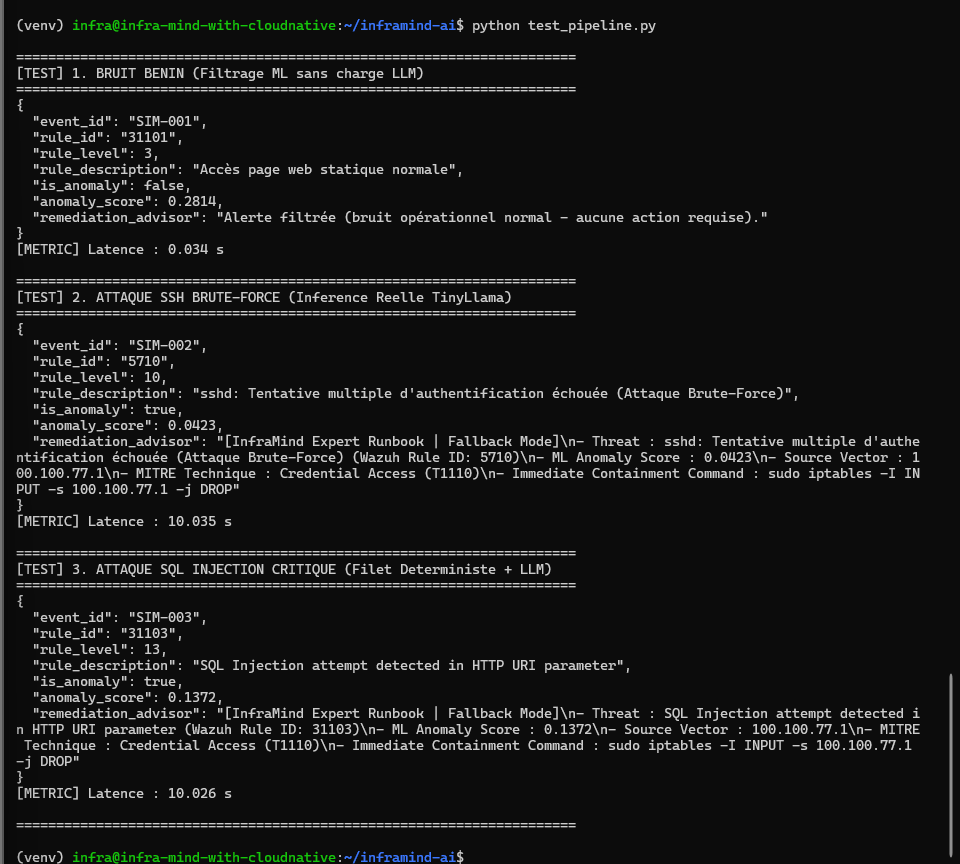 (venv) infra@infra-mind-with-cloudnative:~/inframind-ai$ python test_pipeline.py
======================================================================
[TEST] 1. BRUIT BENIN (Filtrage ML sans charge LLM)
======================================================================
{
  "event_id": "SIM-001",
  "rule_id": "31101",
  "rule_level": 3,
  "rule_description": "Accès page web statique normale",
  "is_anomaly": false,
  "anomaly_score": 0.2814,
  "remediation_advisor": "Alerte filtrée (bruit opérationnel normal - aucune action requise)."
}
[METRIC] Latence : 0.034 s
======================================================================
[TEST] 2. ATTAQUE SSH BRUTE-FORCE (Inference Reelle TinyLlama)
======================================================================
{
  "event_id": "SIM-002",
  "rule_id": "5710",
  "rule_level": 10,
  "rule_description": "sshd: Tentative multiple d'authentification échouée (Attaque Brute-Force)",
  "is_anomaly": true,
  "anomaly_score": 0.0423,
  "remediation_advisor": "[InfraMind Expert Runbook | Fallback Mode]\n- Threat : sshd: Tentative multiple d'authe
ntification échouée (Attaque Brute-Force) (Wazuh Rule ID: 5710)\n- ML Anomaly Score : 0.0423\n- Source Vector : 1
00.100.77.1\n- MITRE Technique : Credential Access (T1110)\n- Immediate Containment Command : sudo iptables -I IN
PUT -s 100.100.77.1 -j DROP"
}
[METRIC] Latence : 10.035 s
======================================================================
[TEST] 3. ATTAQUE SQL INJECTION CRITIQUE (Filet Deterministe + LLM)
======================================================================
{
  "event_id": "SIM-003",
  "rule_id": "31103",
  "rule_level": 13,
  "rule_description": "SQL Injection attempt detected in HTTP URI parameter",
  "is_anomaly": true,
  "anomaly_score": 0.1372,
  "remediation_advisor": "[InfraMind Expert Runbook | Fallback Mode]\n- Threat : SQL Injection attempt detected i
n HTTP URI parameter (Wazuh Rule ID: 31103)\n- ML Anomaly Score : 0.1372\n- Source Vector : 100.100.77.1\n- MITRE
 Technique : Credential Access (T1110)\n- Immediate Containment Command : sudo iptables -I INPUT -s 100.100.77.1
-j DROP"
}
[METRIC] Latence : 10.026 s
======================================================================
(venv) infra@infra-mind-with-cloudnative:~/inframind-ai$